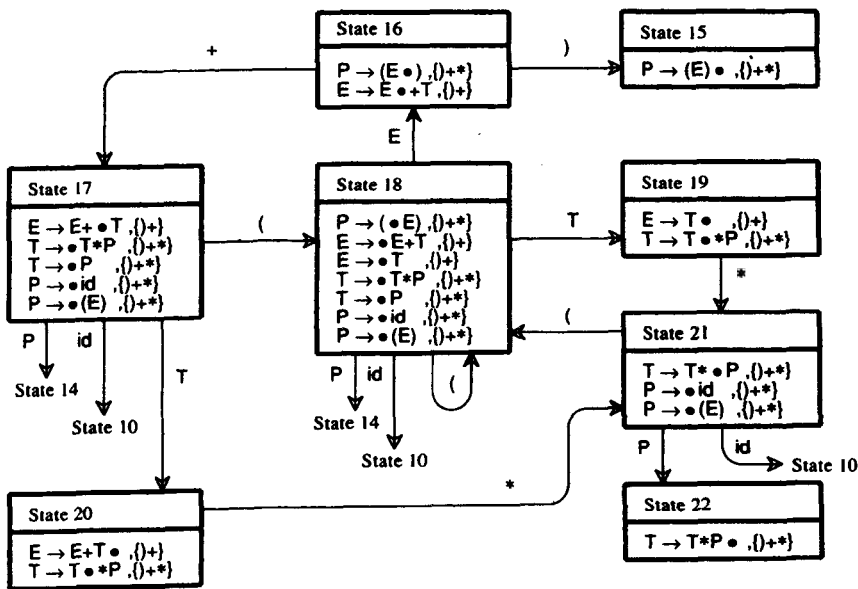 State 16
P → (E ●) ,{)+*}
E → E ● +T ,{)+}
State 15
P → (E) ● ,{)+*}
+
)
E
State 17
E → E+ ● T ,{)+}
T → ● T*P ,{)+*}
T → ● P ,{)+*}
P → ● id ,{)+*}
P → ● (E) ,{)+*}
(
State 18
P → ( ● E) ,{)+*}
E → ● E+T ,{)+}
E → ● T ,{)+}
T → ● T*P ,{)+*}
T → ● P ,{)+*}
P → ● id ,{)+*}
P → ● (E) ,{)+*}
T
State 19
E → T ● ,{)+}
T → T ● *P ,{)+*}
*
(
State 21
T → T* ● P ,{)+*}
P → ● id ,{)+*}
P → ● (E) ,{)+*}
P
id
State 14
State 10
T
P
id
(
State 14
State 10
P
id
State 10
*
State 20
E → E+T ● ,{)+}
T → T ● *P ,{)+*}
State 22
T → T*P ● ,{)+*}